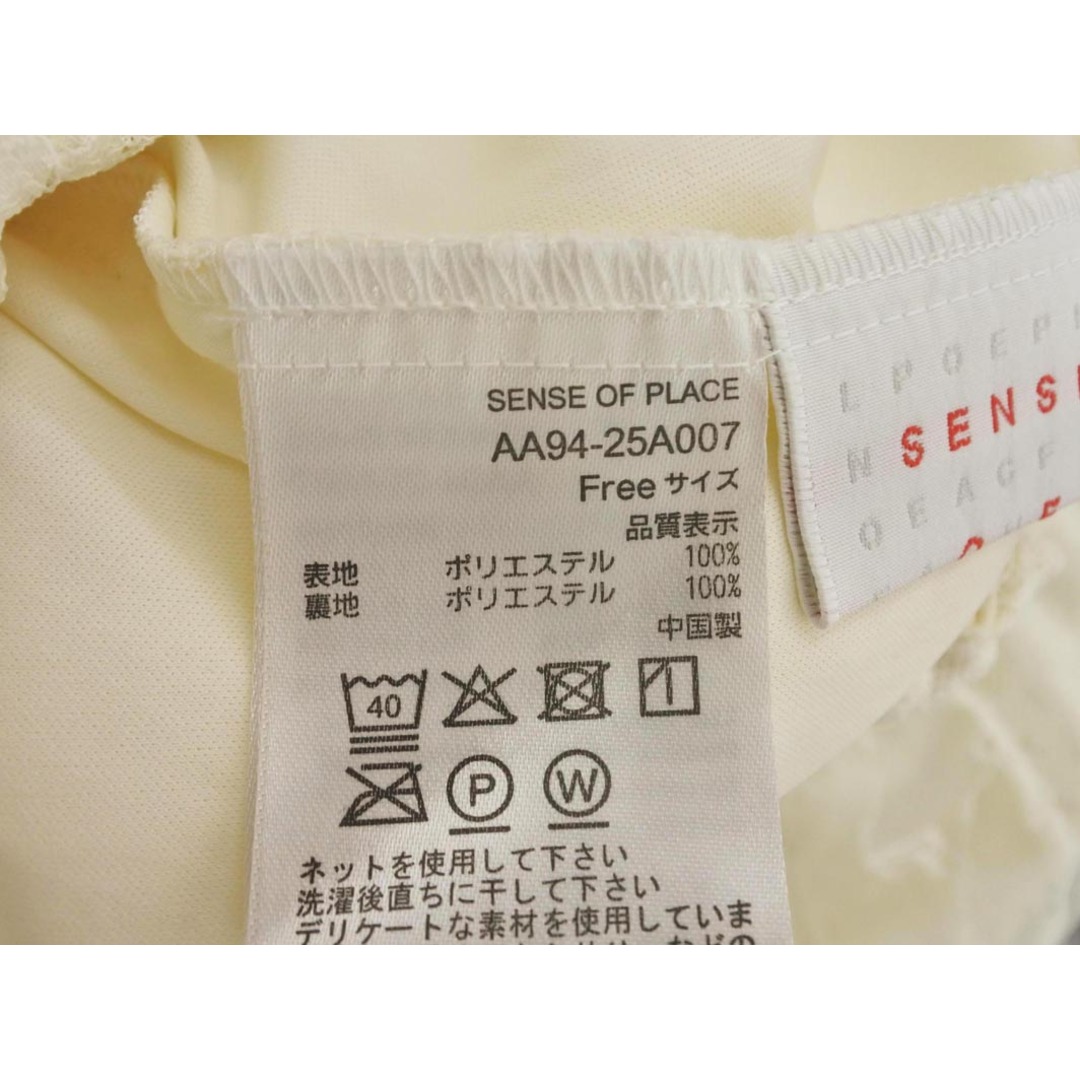 SENSE OF PLACE
AA94-25A007
Free サイズ
品質表示
表地 ポリエステル 100%
裏地 ポリエステル 100%
中国製
40
P W
ネットを使用して下さい
洗濯後直ちに干して下さい
デリケートな素材を使用していま
などの
L P O E P
SENS
N O E A G F
O E